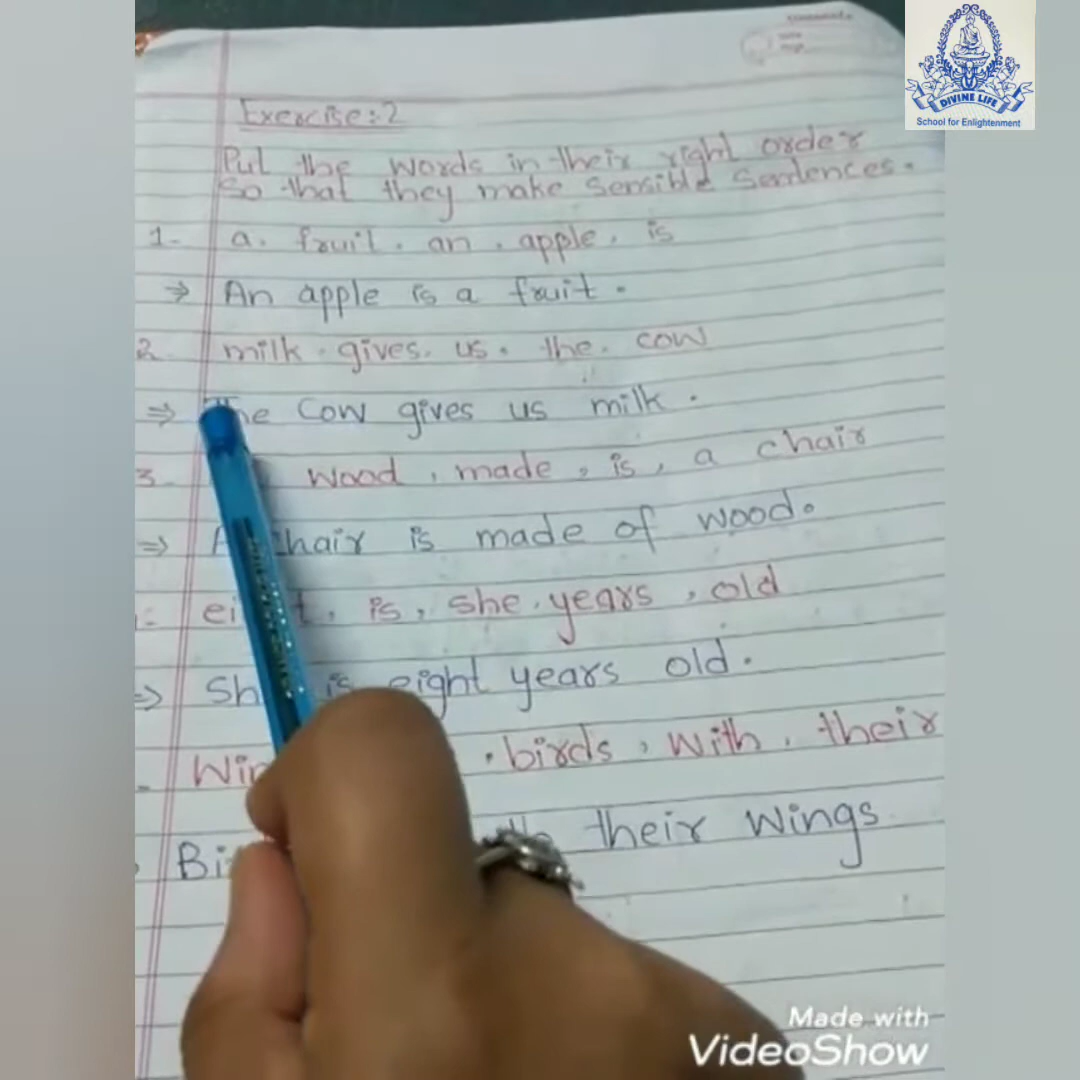 Exercise:2
Put the words in their right order
So that they make Sensible Sentences.
1- a. fruit. an. apple. is
⇒ An apple is a fruit.
2 milk. gives. us. the. cow
⇒ The Cow gives us milk.
3- wood, made, is, a chair
⇒ A chair is made of wood.
is, she, years, old
⇒ She is eight years old.
birds, with, their
their wings
DIVINE LIFE
School for Enlightenment
Made with
VideoShow